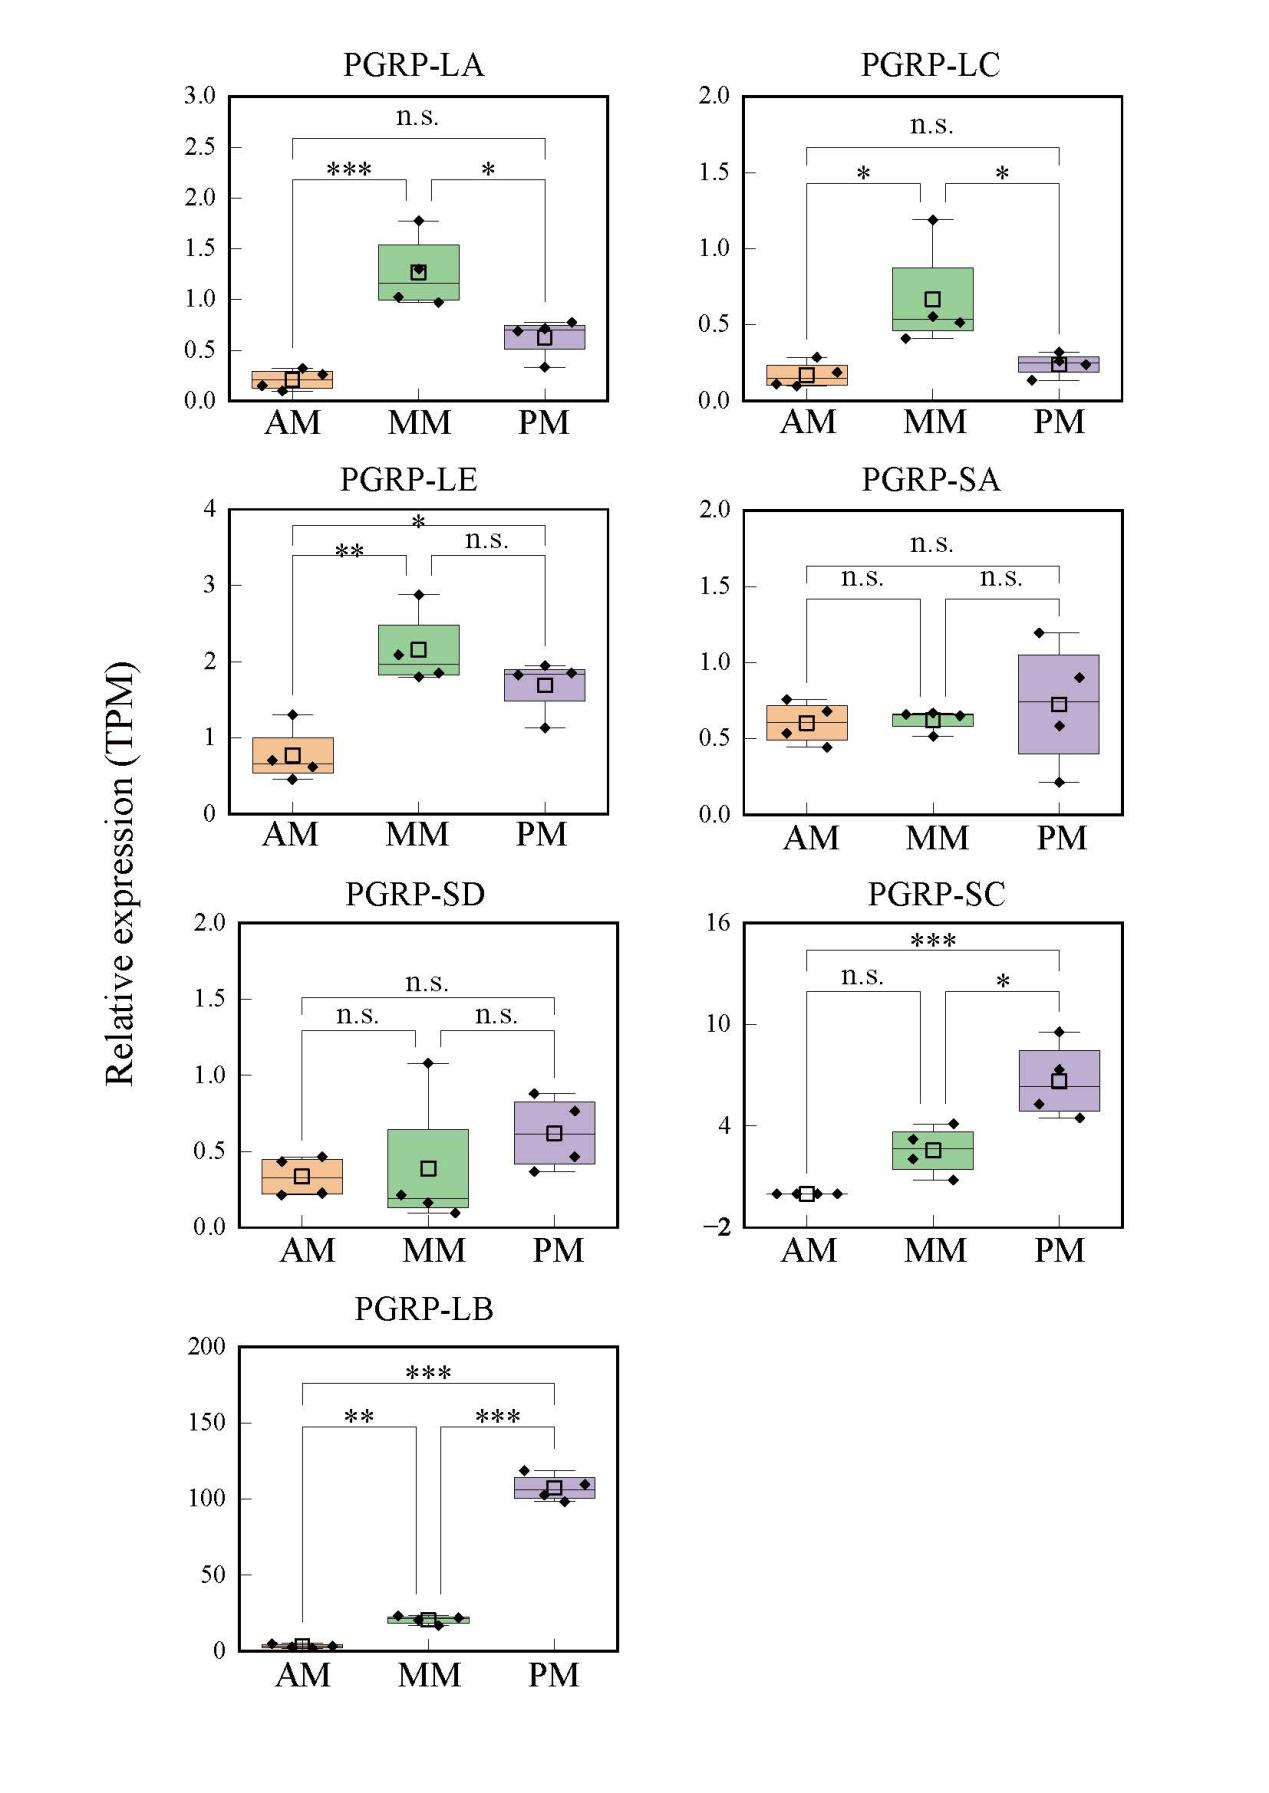 PGRP-LA
3.0
2.5
2.0
1.5
1.0
0.5
0.0
n.s.
*** *
AM MM PM
PGRP-LC
2.0
1.5
1.0
0.5
0.0
n.s.
* *
AM MM PM
PGRP-LE
4
3
2
1
0
*
** n.s.
AM MM PM
PGRP-SA
2.0
1.5
1.0
0.5
0.0
n.s.
n.s. n.s.
AM MM PM
Relative expression (TPM)
PGRP-SD
2.0
1.5
1.0
0.5
0.0
n.s.
n.s. n.s.
AM MM PM
PGRP-SC
16
10
4
−2
***
n.s. *
AM MM PM
PGRP-LB
200
150
100
50
0
***
** ***
AM MM PM